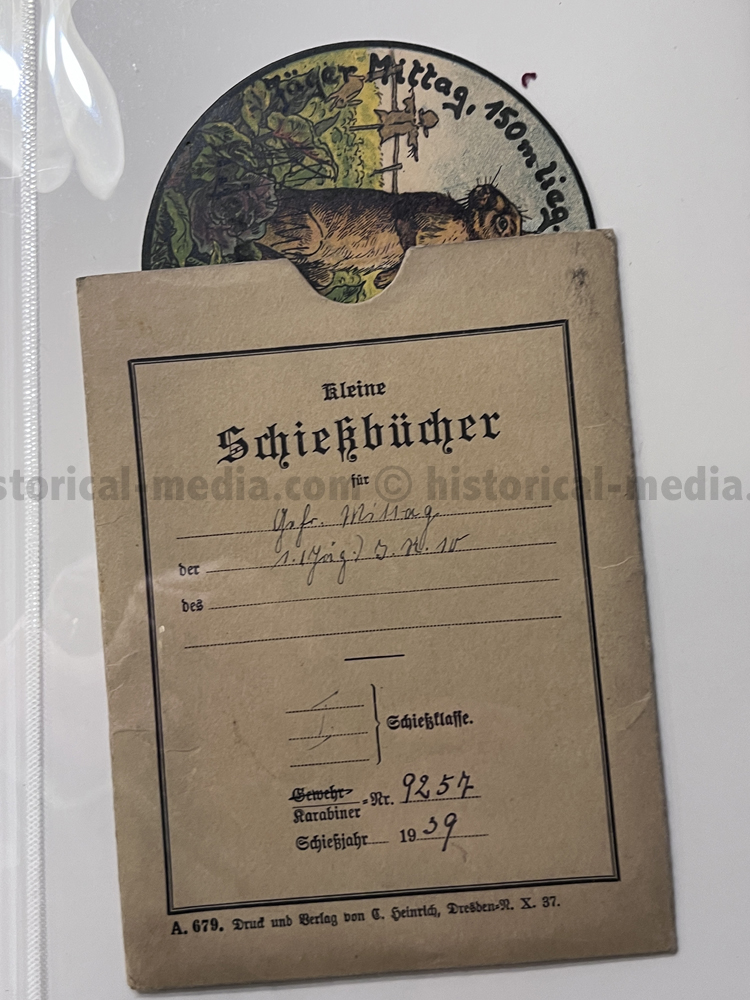 Jäger Mittag, 150m lieg.
Kleine
Schießbücher
für
Gefr. Mittag
der 1.(Jäg.) I. R. 10
des
I
Schießklasse.
Gewehr-
Karabiner
-Nr. 9257
Schießjahr 1939
A. 679. Druck und Verlag von C. Heinrich, Dresden-N. X. 37.
storical-media.com © historical-media.